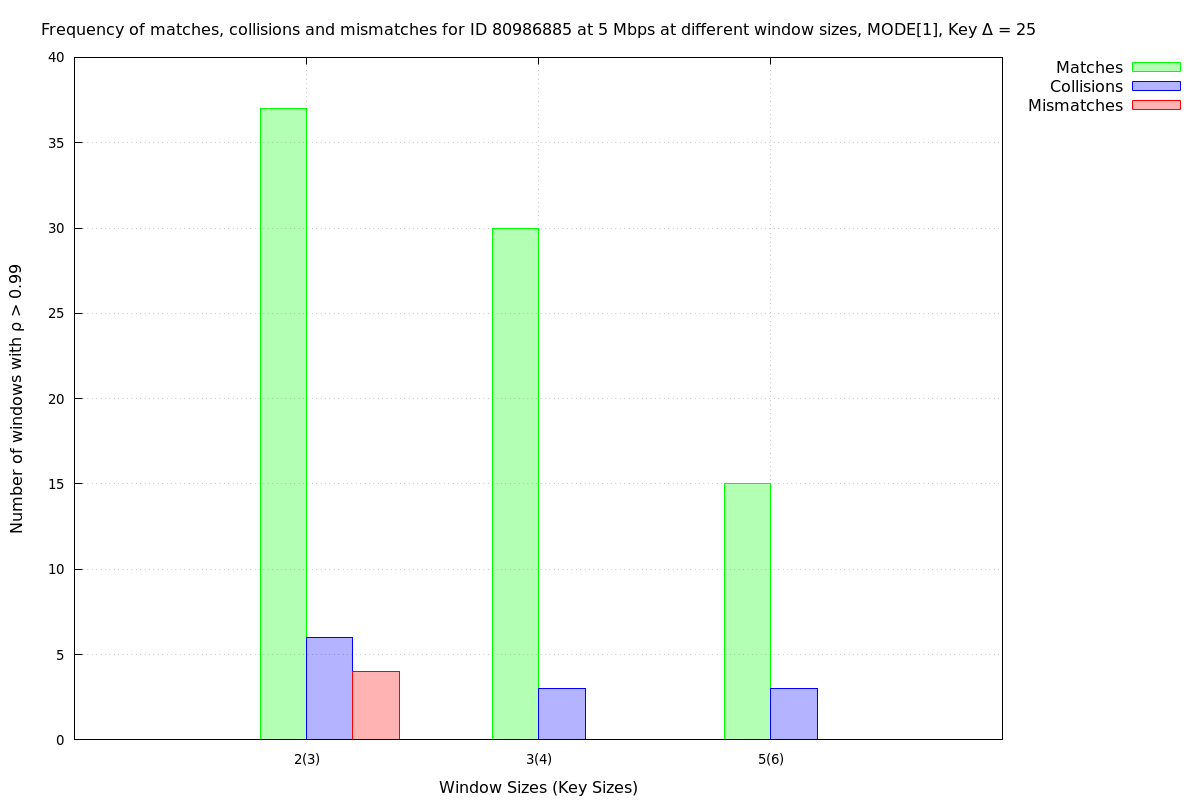 Frequency of matches, collisions and mismatches for ID 80986885 at 5 Mbps at different window sizes, MODE[1], Key Δ = 25
Matches
Collisions
Mismatches
Number of windows with ρ > 0.99
40
35
30
25
20
15
10
5
0
2(3)
3(4)
5(6)
Window Sizes (Key Sizes)